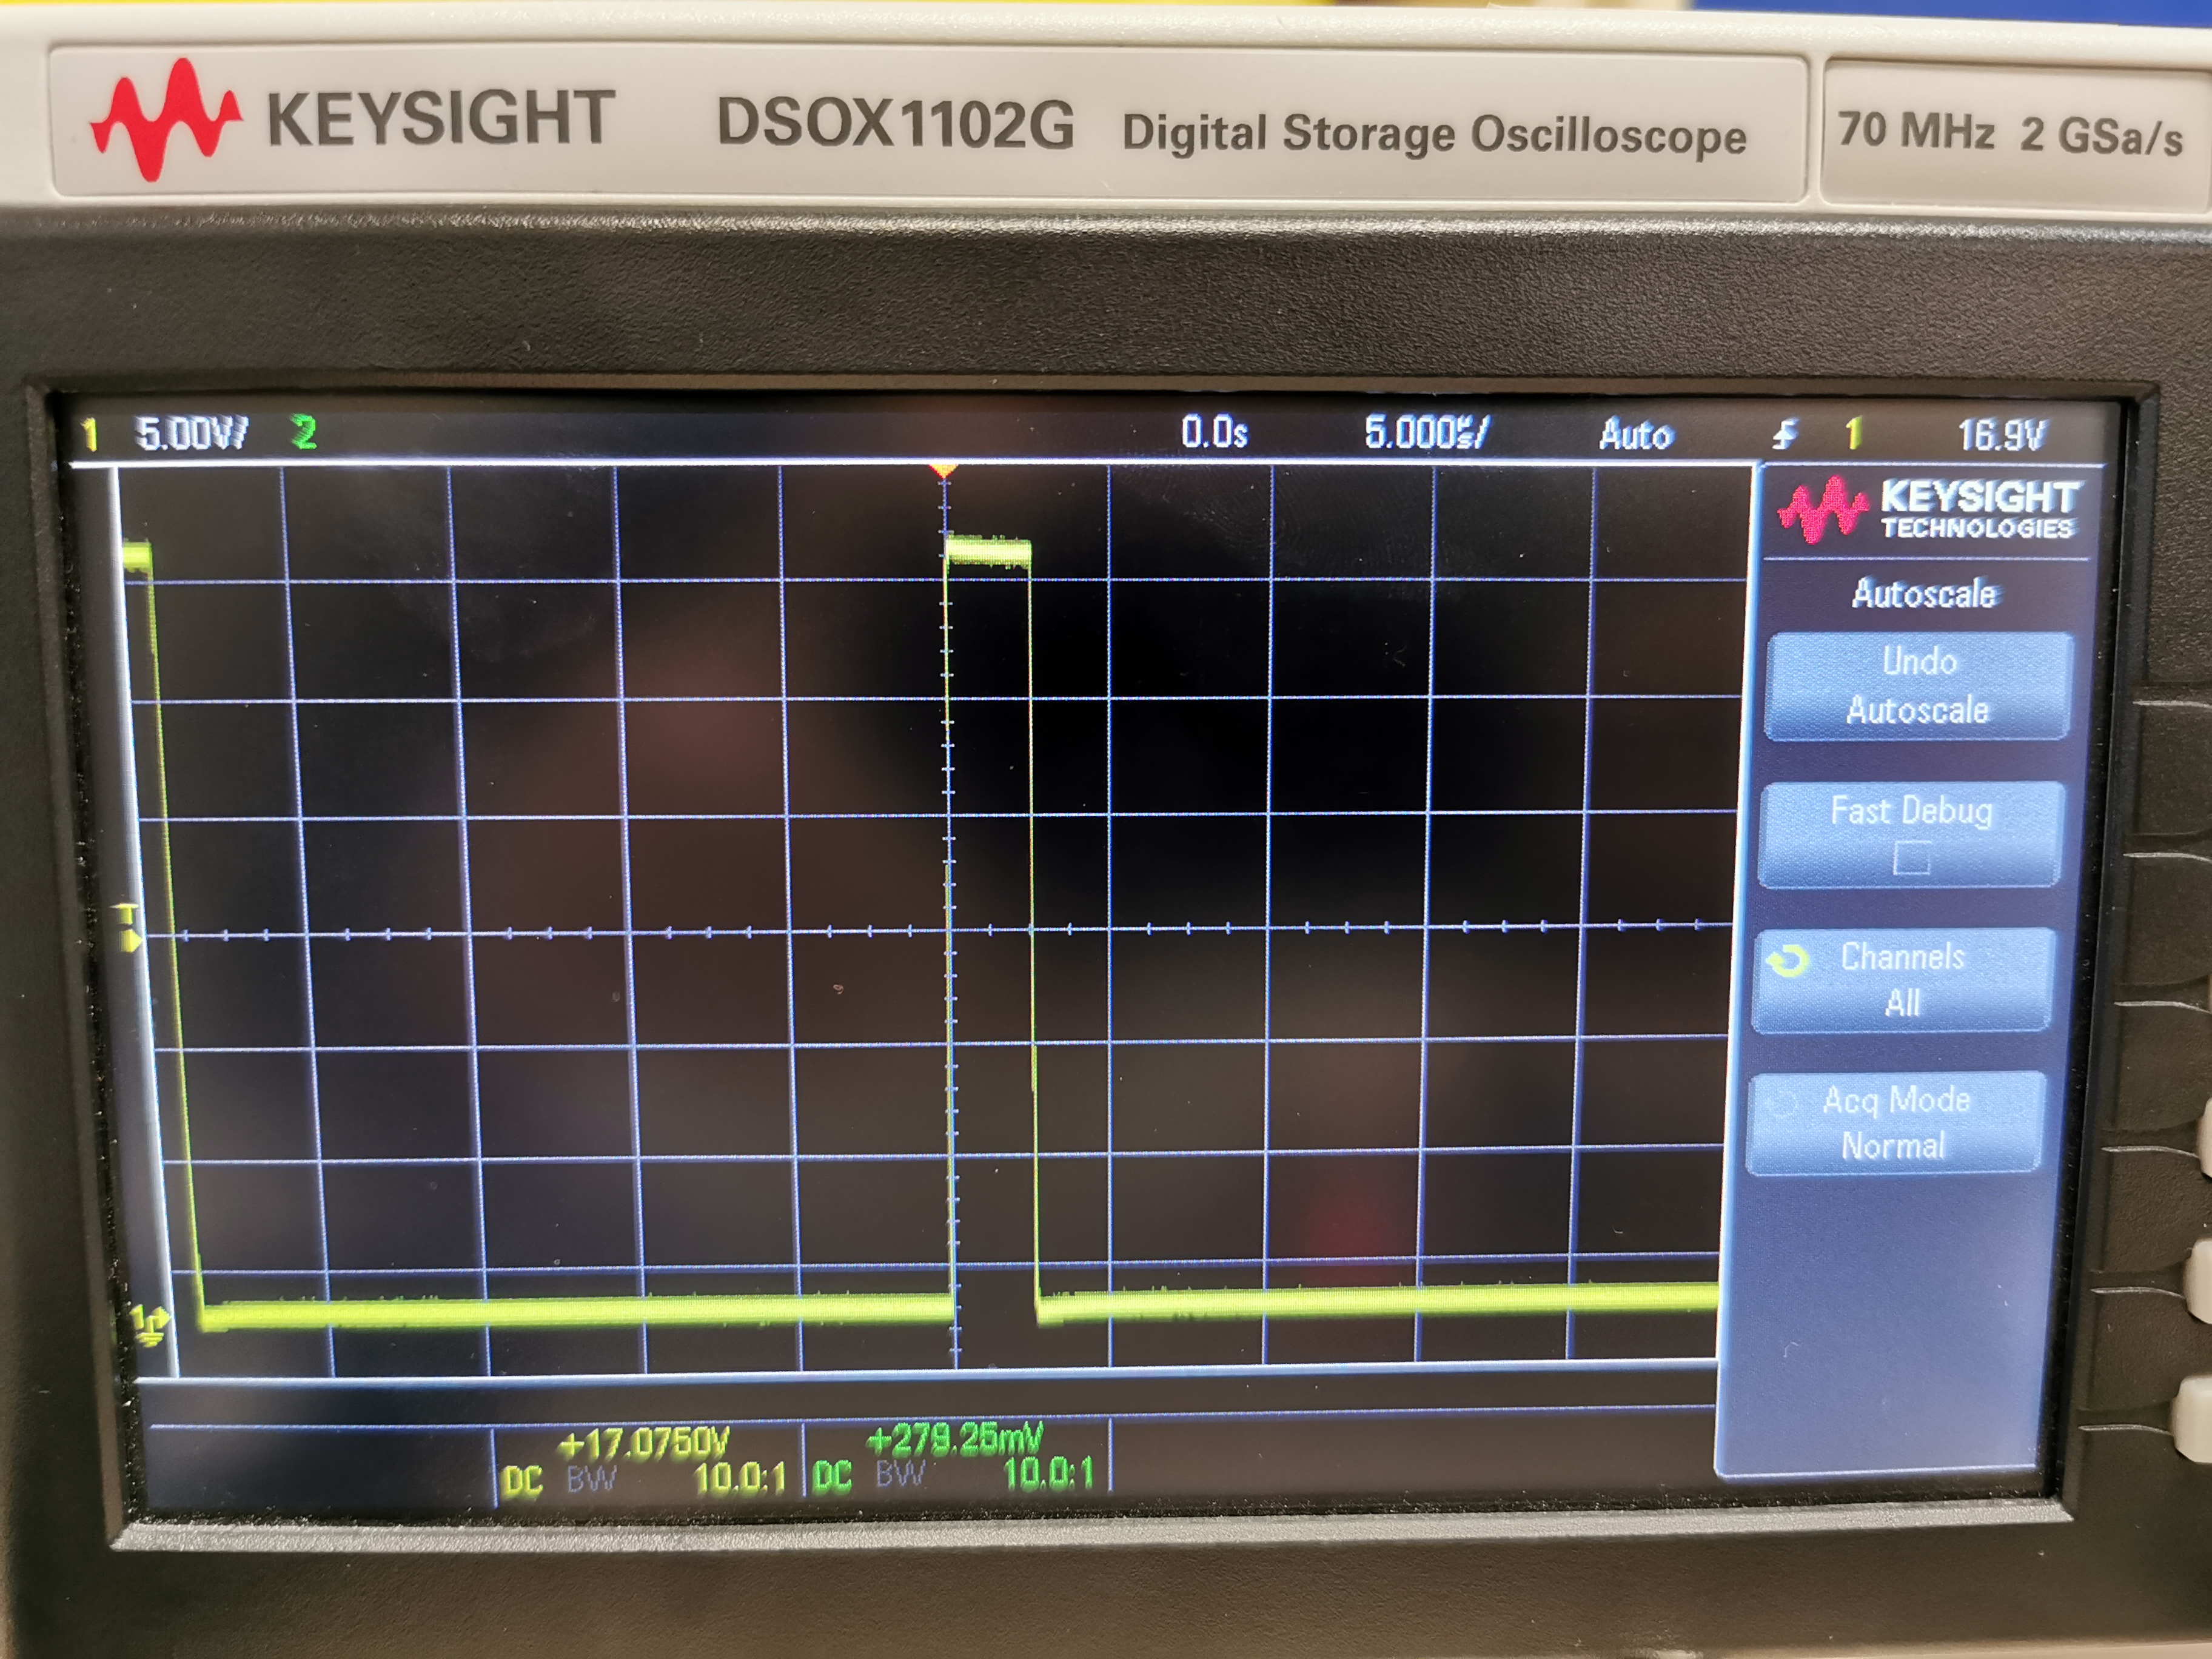 KEYSIGHT DSOX1102G Digital Storage Oscilloscope 70 MHz 2 GSa/s
1 5.00V/ 2 0.0s 5.000µs/ Auto 1 16.9V
KEYSIGHT
TECHNOLOGIES
Autoscale
Undo
Autoscale
Fast Debug
Channels
All
Acq Mode
Normal
T
1
+17.0750V +279.25mV
DC BW 10.0:1 DC BW 10.0:1